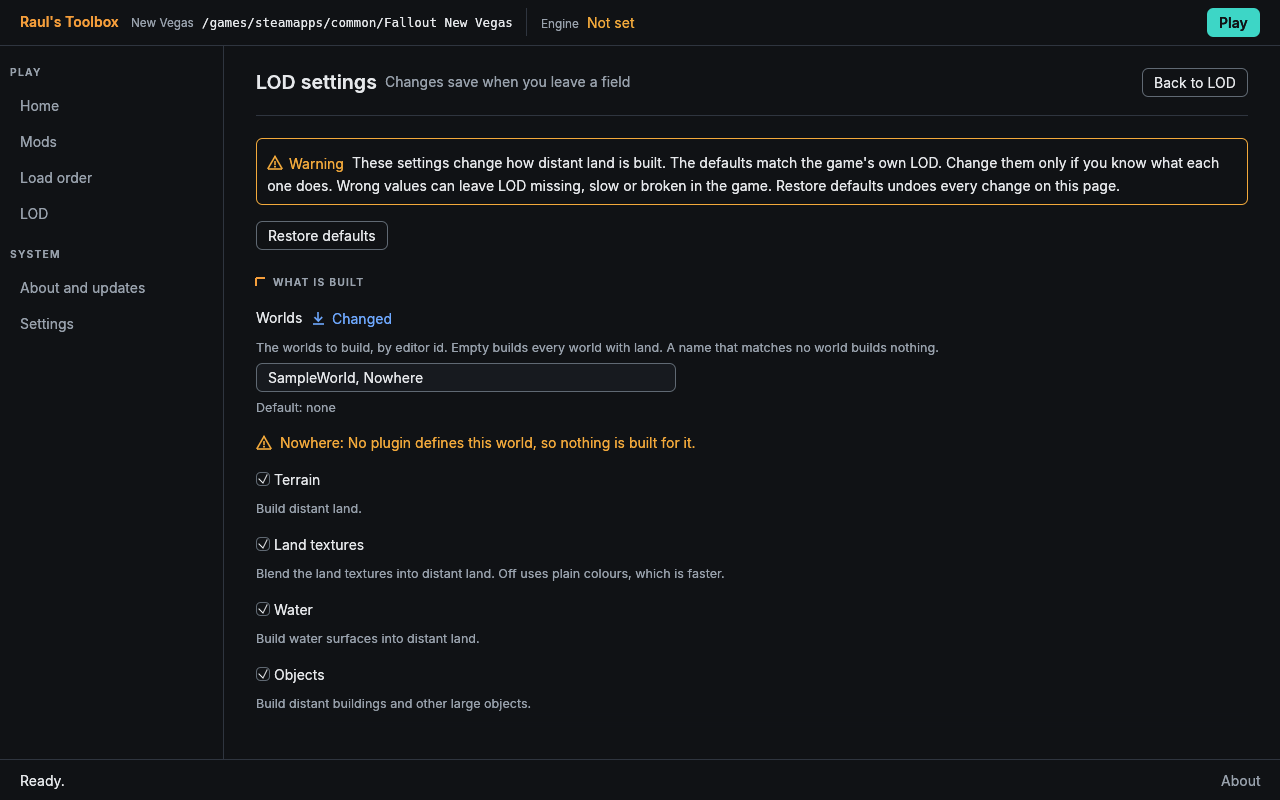 Raul's Toolbox New Vegas /games/steamapps/common/Fallout New Vegas Engine Not set Play
PLAY
Home
Mods
Load order
LOD
SYSTEM
About and updates
Settings
LOD settings Changes save when you leave a field Back to LOD
Warning These settings change how distant land is built. The defaults match the game's own LOD. Change them only if you know what each
one does. Wrong values can leave LOD missing, slow or broken in the game. Restore defaults undoes every change on this page.
Restore defaults
WHAT IS BUILT
Worlds Changed
The worlds to build, by editor id. Empty builds every world with land. A name that matches no world builds nothing.
SampleWorld, Nowhere
Default: none
Nowhere: No plugin defines this world, so nothing is built for it.
Terrain
Build distant land.
Land textures
Blend the land textures into distant land. Off uses plain colours, which is faster.
Water
Build water surfaces into distant land.
Objects
Build distant buildings and other large objects.
Ready. About